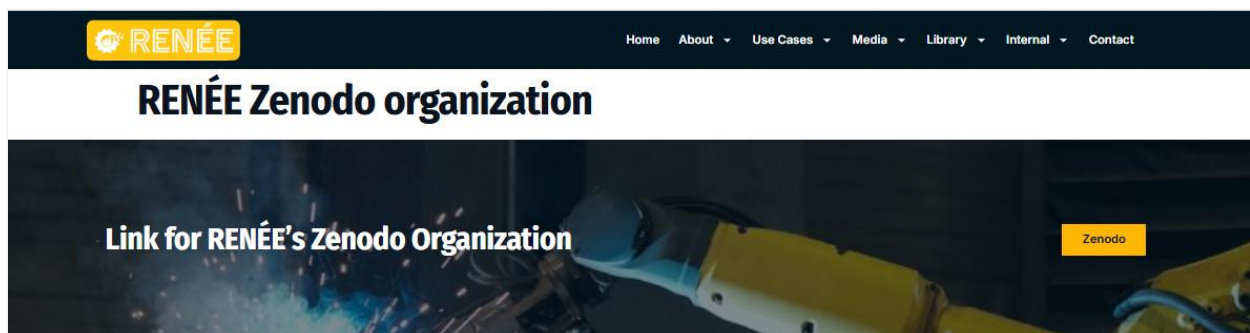 RENÉE
Home About Use Cases Media Library Internal Contact
RENÉE Zenodo organization
Link for RENÉE's Zenodo Organization
Zenodo